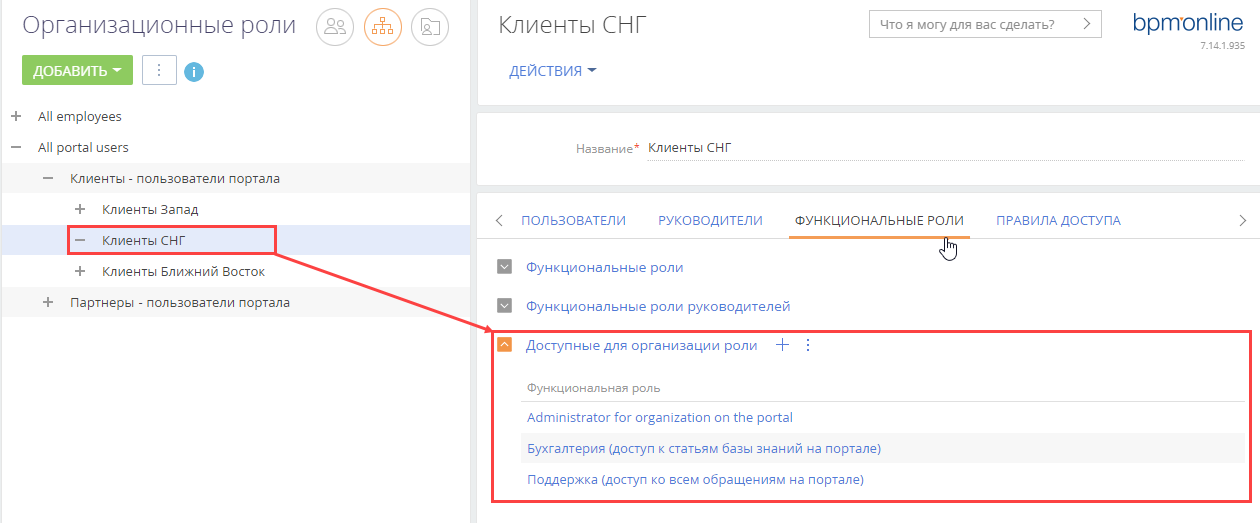 Организационные роли
ДОБАВИТЬ
All employees
All portal users
Клиенты - пользователи портала
Клиенты Запад
Клиенты СНГ
Клиенты Ближний Восток
Партнеры - пользователи портала
Клиенты СНГ
Что я могу для вас сделать?
bpmonline
7.14.1.935
ДЕЙСТВИЯ
Название* Клиенты СНГ
ПОЛЬЗОВАТЕЛИ РУКОВОДИТЕЛИ ФУНКЦИОНАЛЬНЫЕ РОЛИ ПРАВИЛА ДОСТУПА
Функциональные роли
Функциональные роли руководителей
Доступные для организации роли
Функциональная роль
Administrator for organization on the portal
Бухгалтерия (доступ к статьям базы знаний на портале)
Поддержка (доступ ко всем обращениям на портале)